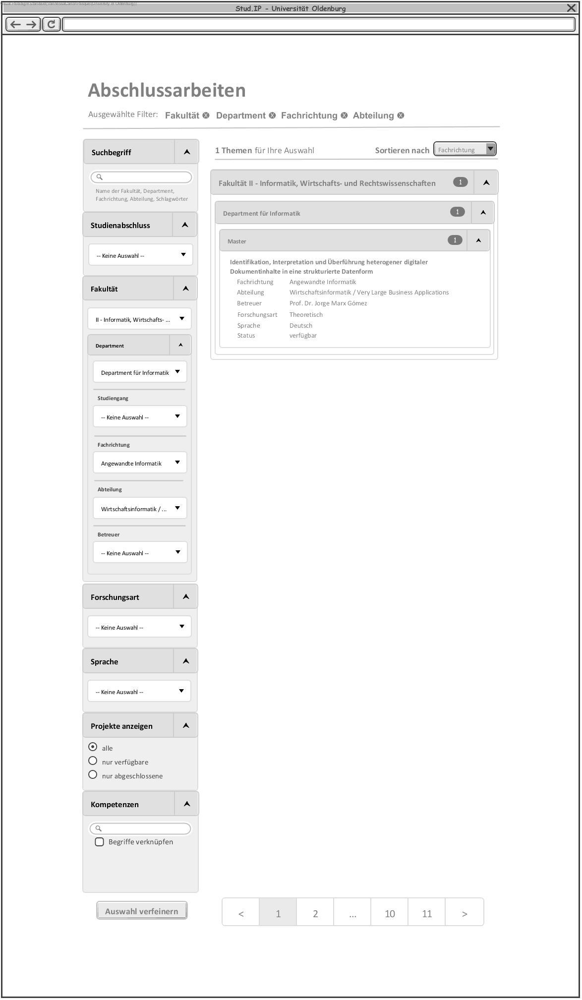 Visual Paradigm Standard(VannessaCanonPasquel(University of Oldenburg))
Stud.IP - Universität Oldenburg
Abschlussarbeiten
Ausgewählte Filter: Fakultät x Department x Fachrichtung x Abteilung x
Suchbegriff
Name der Fakultät, Department,
Fachrichtung, Abteilung, Schlagwörter
Studienabschluss
-- Keine Auswahl --
Fakultät
II - Informatik, Wirtschafts- ...
Department
Department für Informatik
Studiengang
-- Keine Auswahl --
Fachrichtung
Angewandte Informatik
Abteilung
Wirtschaftsinformatik / ...
Betreuer
-- Keine Auswahl --
Forschungsart
-- Keine Auswahl --
Sprache
-- Keine Auswahl --
Projekte anzeigen
alle
nur verfügbare
nur abgeschlossene
Kompetenzen
Begriffe verknüpfen
Auswahl verfeinern
1 Themen für Ihre Auswahl Sortieren nach Fachrichtung
Fakultät II - Informatik, Wirtschafts- und Rechtswissenschaften 1
Department für Informatik 1
Master 1
Identifikation, Interpretation und Überführung heterogener digitaler
Dokumentinhalte in eine strukturierte Datenform
Fachrichtung Angewandte Informatik
Abteilung Wirtschaftsinformatik / Very Large Business Applications
Betreuer Prof. Dr. Jorge Marx Gómez
Forschungsart Theoretisch
Sprache Deutsch
Status verfügbar
< 1 2 ... 10 11 >